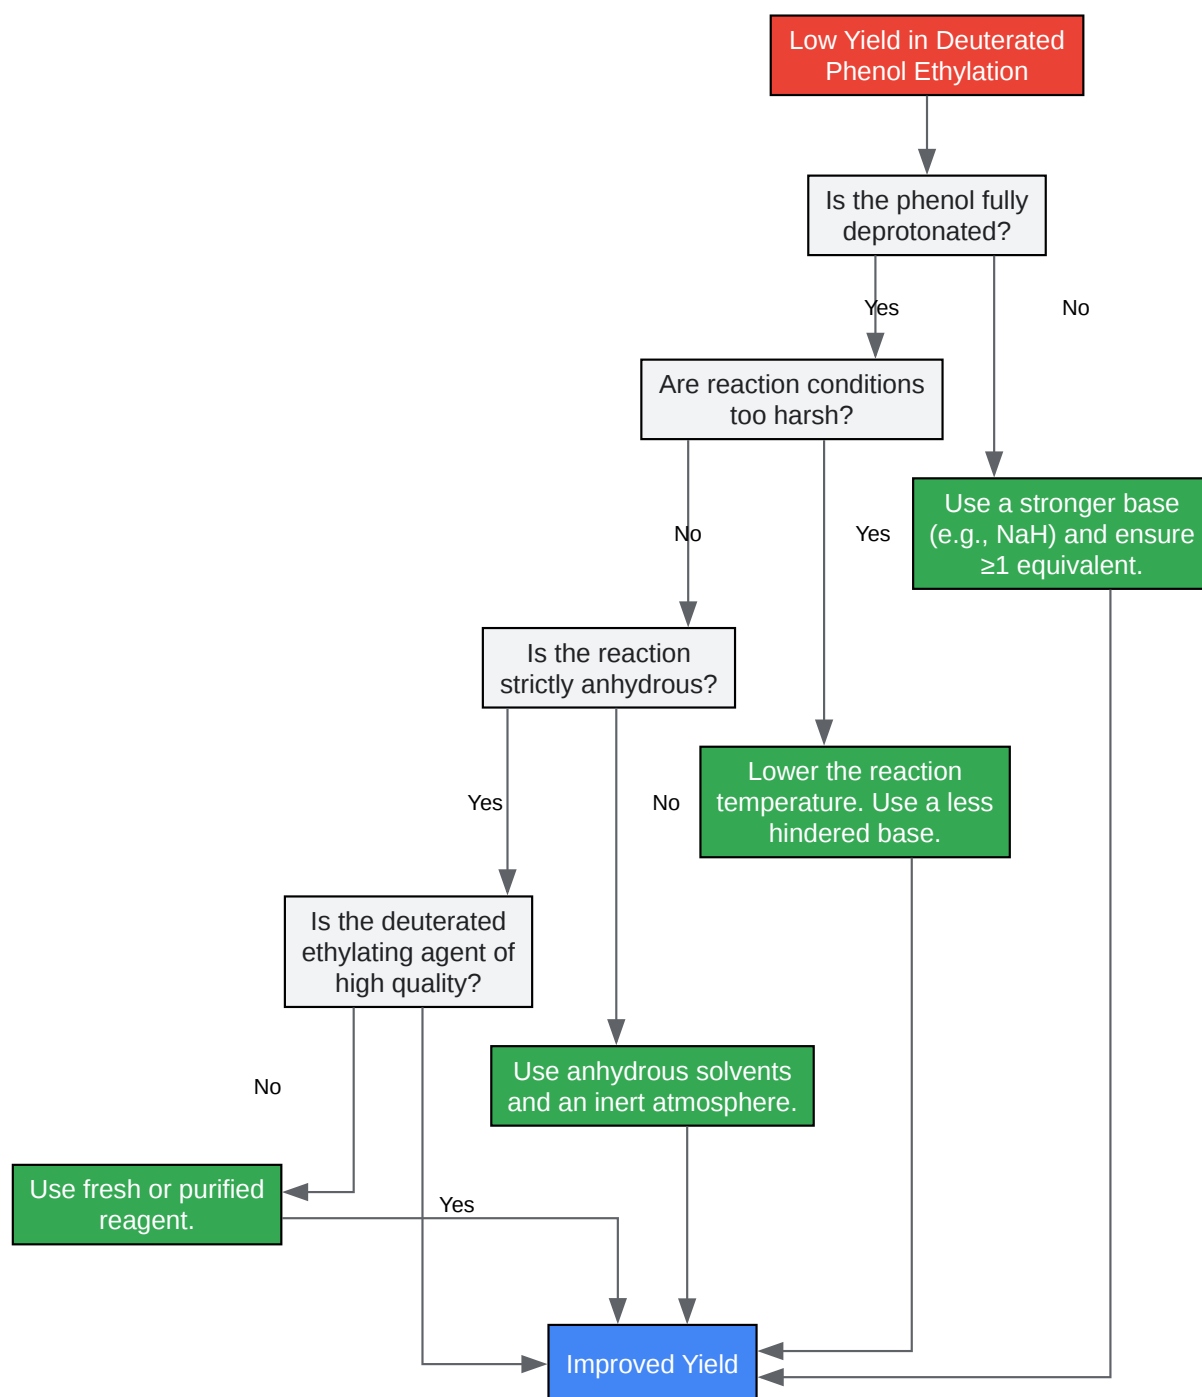 Low Yield in Deuterated
Phenol Ethylation
Is the phenol fully
deprotonated?
Yes
No
Are reaction conditions
too harsh?
Use a stronger base
(e.g., NaH) and ensure
≥1 equivalent.
No
Yes
Is the reaction
strictly anhydrous?
Lower the reaction
temperature. Use a less
hindered base.
Yes
No
Is the deuterated
ethylating agent of
high quality?
Use anhydrous solvents
and an inert atmosphere.
No
Use fresh or purified
reagent.
Yes
Improved Yield